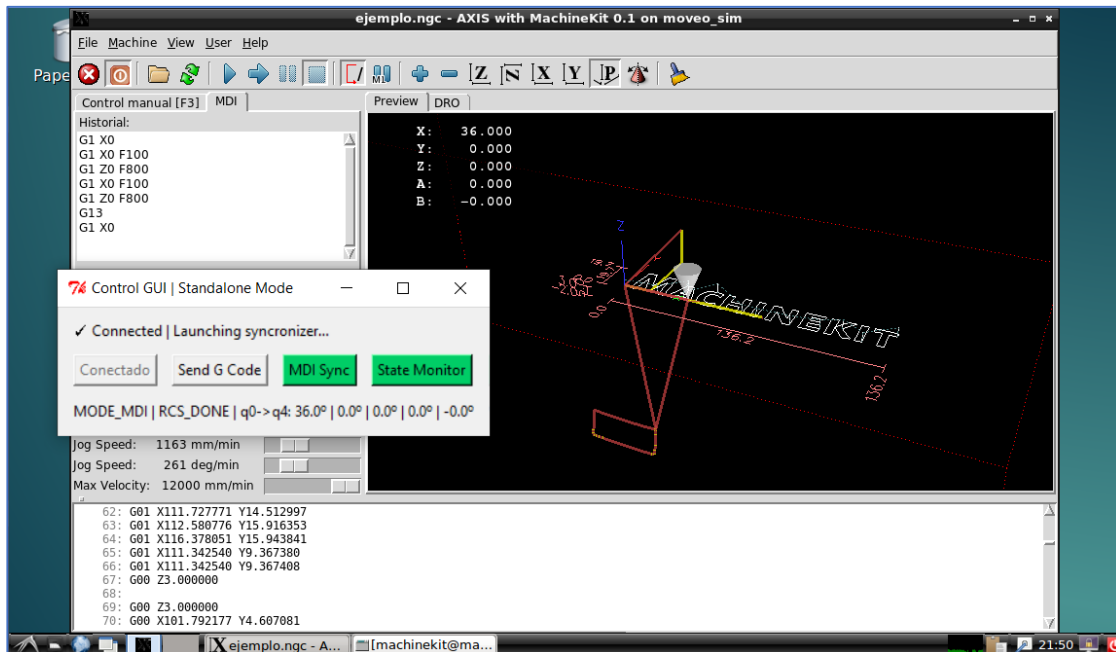 ejemplo.ngc - AXIS with MachineKit 0.1 on moveo_sim
File Machine View User Help
Pape
Control manual [F3] MDI
Preview DRO
Historial:
G1 X0
G1 X0 F100
G1 Z0 F800
G1 X0 F100
G1 Z0 F800
G13
G1 X0
X: 36.000
Y: 0.000
Z: 0.000
A: 0.000
B: -0.000
Z
MACHINEKIT
0.0
136.2
136.2
Control GUI | Standalone Mode
✓ Connected | Launching syncronizer...
Conectado Send G Code MDI Sync State Monitor
MODE_MDI | RCS_DONE | q0->q4: 36.0º | 0.0º | 0.0º | 0.0º | -0.0º
Jog Speed: 1163 mm/min
Jog Speed: 261 deg/min
Max Velocity: 12000 mm/min
62: G01 X111.727771 Y14.512997
63: G01 X112.580776 Y15.916353
64: G01 X116.378051 Y15.943841
65: G01 X111.342540 Y9.367380
66: G01 X111.342540 Y9.367408
67: G00 Z3.000000
68:
69: G00 Z3.000000
70: G00 X101.792177 Y4.607081
ejemplo.ngc - A... [machinekit@ma... 21:50